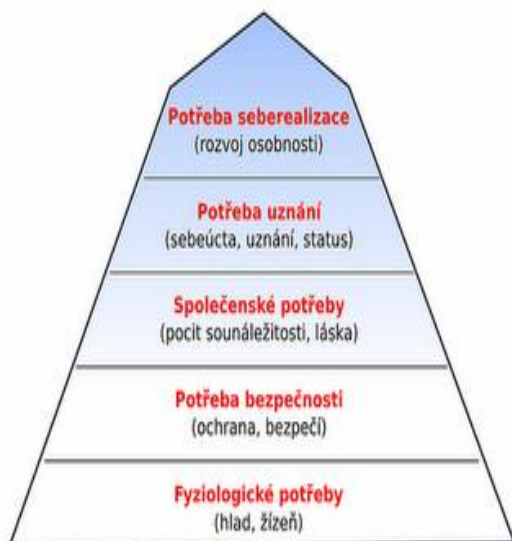 Potřeba seberealizace
(rozvoj osobnosti)
Potřeba uznání
(sebeúcta, uznání, status)
Společenské potřeby
(pocit sounáležitosti, láska)
Potřeba bezpečnosti
(ochrana, bezpečí)
Fyziologické potřeby
(hlad, žízeň)